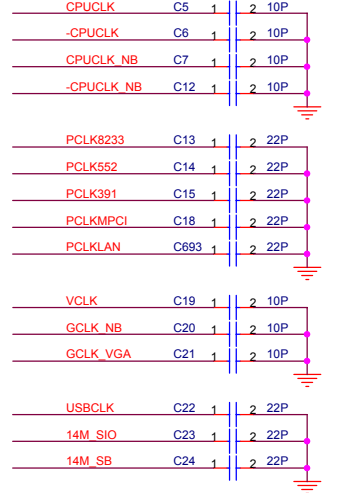 CPUCLK C5 1 2 10P
-CPUCLK C6 1 2 10P
CPUCLK_NB C7 1 2 10P
-CPUCLK_NB C12 1 2 10P
PCLK8233 C13 1 2 22P
PCLK552 C14 1 2 22P
PCLK391 C15 1 2 22P
PCLKMPCI C18 1 2 22P
PCLKLAN C693 1 2 22P
VCLK C19 1 2 10P
GCLK_NB C20 1 2 10P
GCLK_VGA C21 1 2 10P
USBCLK C22 1 2 22P
14M_SIO C23 1 2 22P
14M_SB C24 1 2 22P